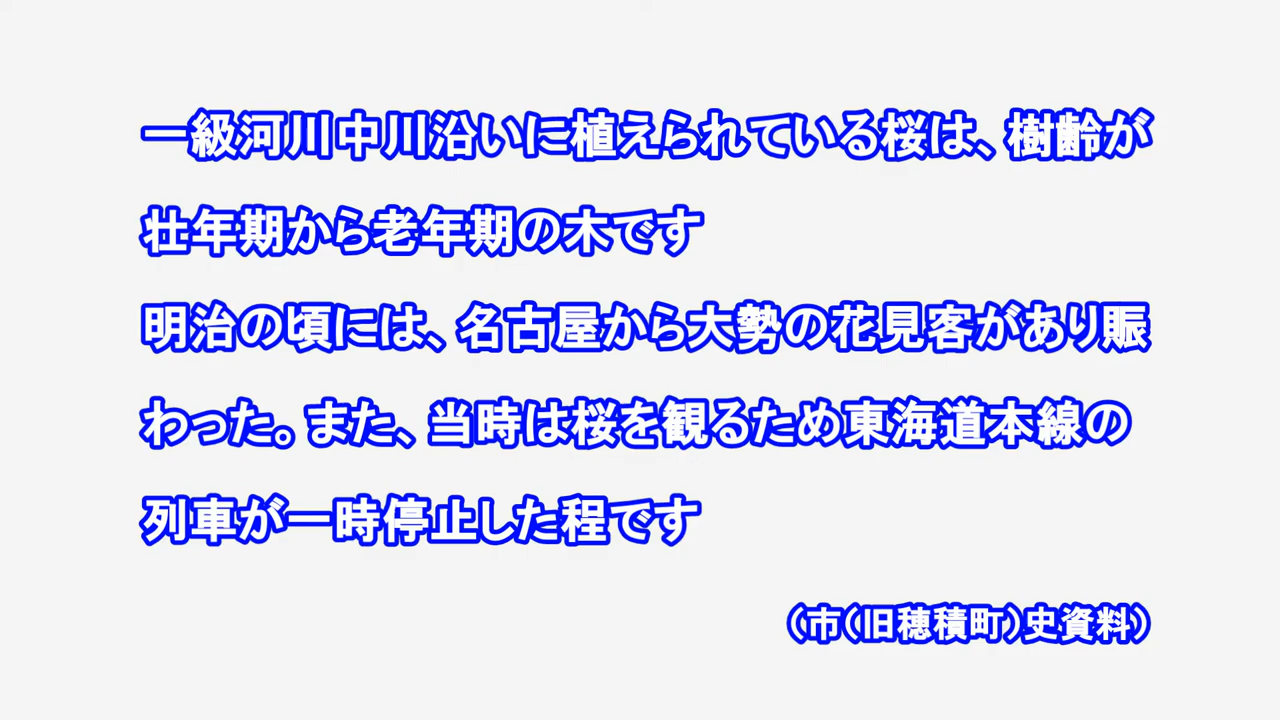 一級河川中川沿いに植えられている桜は、樹齢が
壮年期から老年期の木です
明治の頃には、名古屋から大勢の花見客があり賑
わった。また、当時は桜を観るため東海道本線の
列車が一時停止した程です
（市（旧穂積町）史資料）